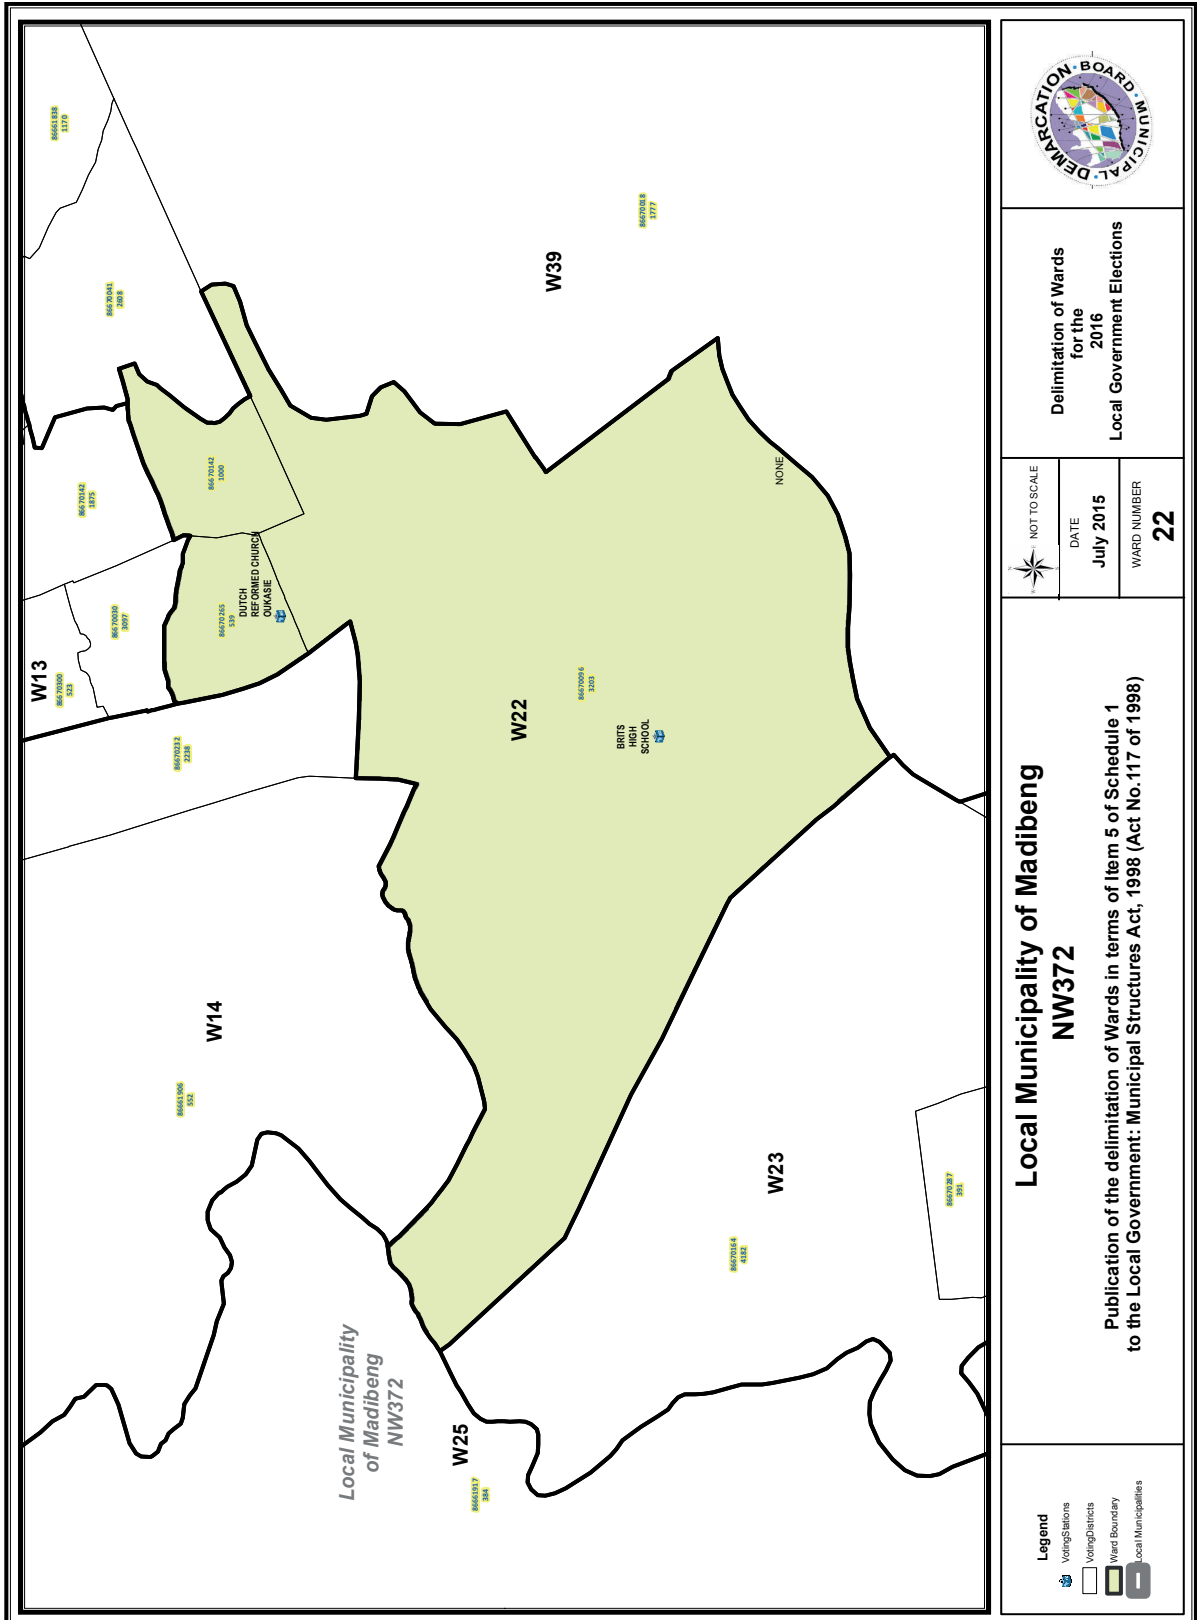 Local Municipality of Madibeng
NW372
Publication of the delimitation of Wards in terms of Item 5 of Schedule 1
to the Local Government: Municipal Structures Act, 1998 (Act No.117 of 1998)
Legend
VotingStations
VotingDistricts
Ward Boundary
Local Municipalities
NOT TO SCALE
DATE
July 2015
WARD NUMBER
22
Delimitation of Wards
for the
2016
Local Government Elections
MUNICIPAL • DEMARCATION • BOARD •
Local Municipality
of Madibeng
NW372
W25
86661917
384
W14
86661906
552
W23
86670164
4182
86670287
391
W13
86670300
523
86670030
3097
86670232
2238
86670142
1875
86670041
2608
86661838
1170
86670142
1000
86670265
539
DUTCH
REFORMED CHURCH
OUKASIE
W22
86670096
3203
BRITS
HIGH
SCHOOL
NONE
W39
86670018
1777